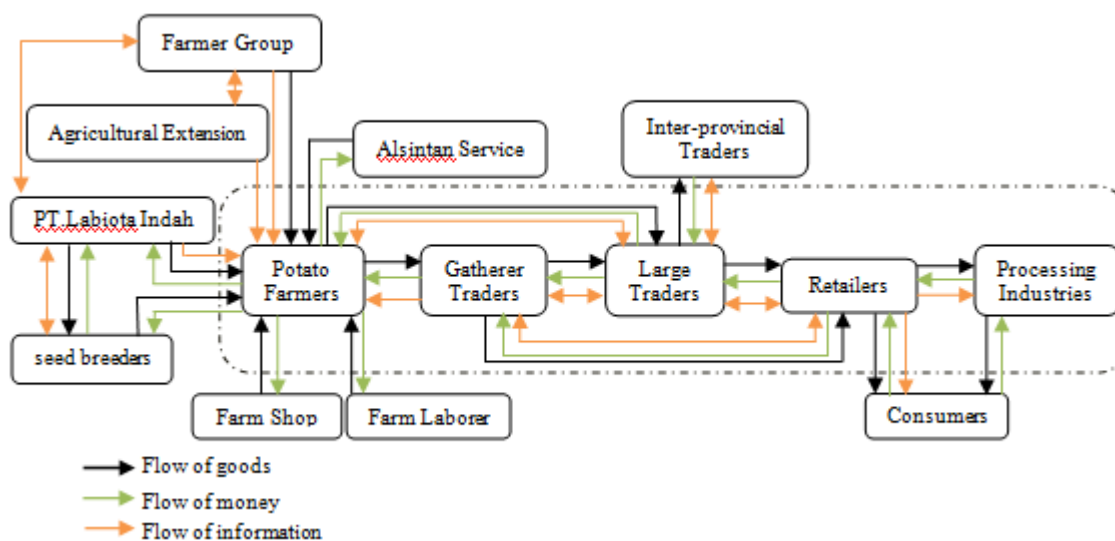 Farmer Group
Agricultural Extension
Alsintan Service
Inter-provincial
Traders
PT.Labiota Indah
Potato
Farmers
Gatherer
Traders
Large
Traders
Retailers
Processing
Industries
seed breeders
Farm Shop
Farm Laborer
Consumers
Flow of goods
Flow of money
Flow of information